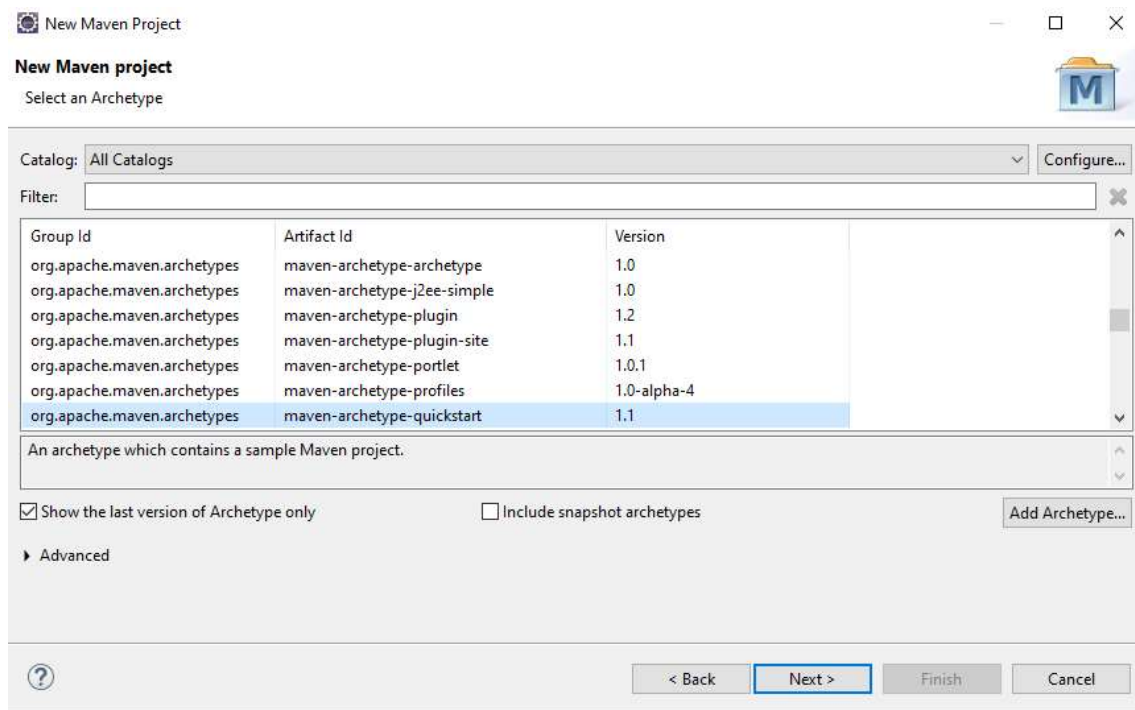 New Maven Project
New Maven project
Select an Archetype
M
Catalog: All Catalogs Configure...
Filter:
Group Id Artifact Id Version
org.apache.maven.archetypes maven-archetype-archetype 1.0
org.apache.maven.archetypes maven-archetype-j2ee-simple 1.0
org.apache.maven.archetypes maven-archetype-plugin 1.2
org.apache.maven.archetypes maven-archetype-plugin-site 1.1
org.apache.maven.archetypes maven-archetype-portlet 1.0.1
org.apache.maven.archetypes maven-archetype-profiles 1.0-alpha-4
org.apache.maven.archetypes maven-archetype-quickstart 1.1
An archetype which contains a sample Maven project.
Show the last version of Archetype only Include snapshot archetypes Add Archetype...
Advanced
? < Back Next > Finish Cancel